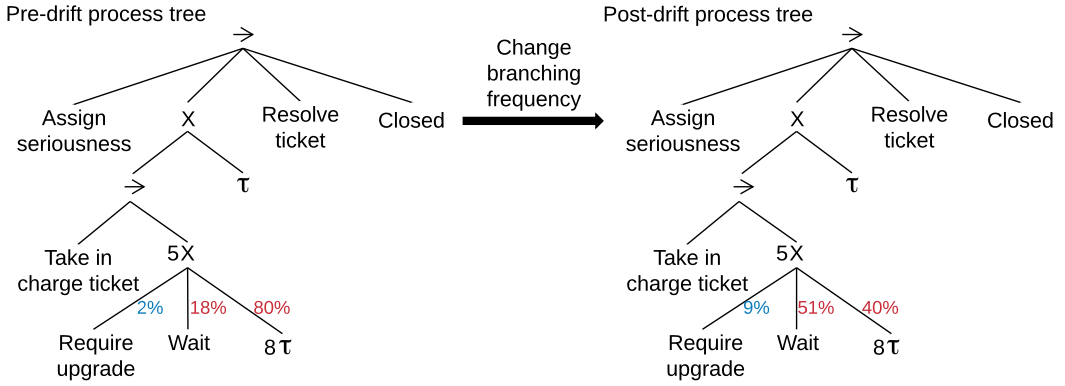 Pre-drift process tree
→
Assign
seriousness
X
Resolve
ticket
Closed
→
τ
Take in
charge ticket
5X
2%
18%
80%
Require
upgrade
Wait
8 τ
Change
branching
frequency
Post-drift process tree
→
Assign
seriousness
X
Resolve
ticket
Closed
→
τ
Take in
charge ticket
5X
9%
51%
40%
Require
upgrade
Wait
8 τ